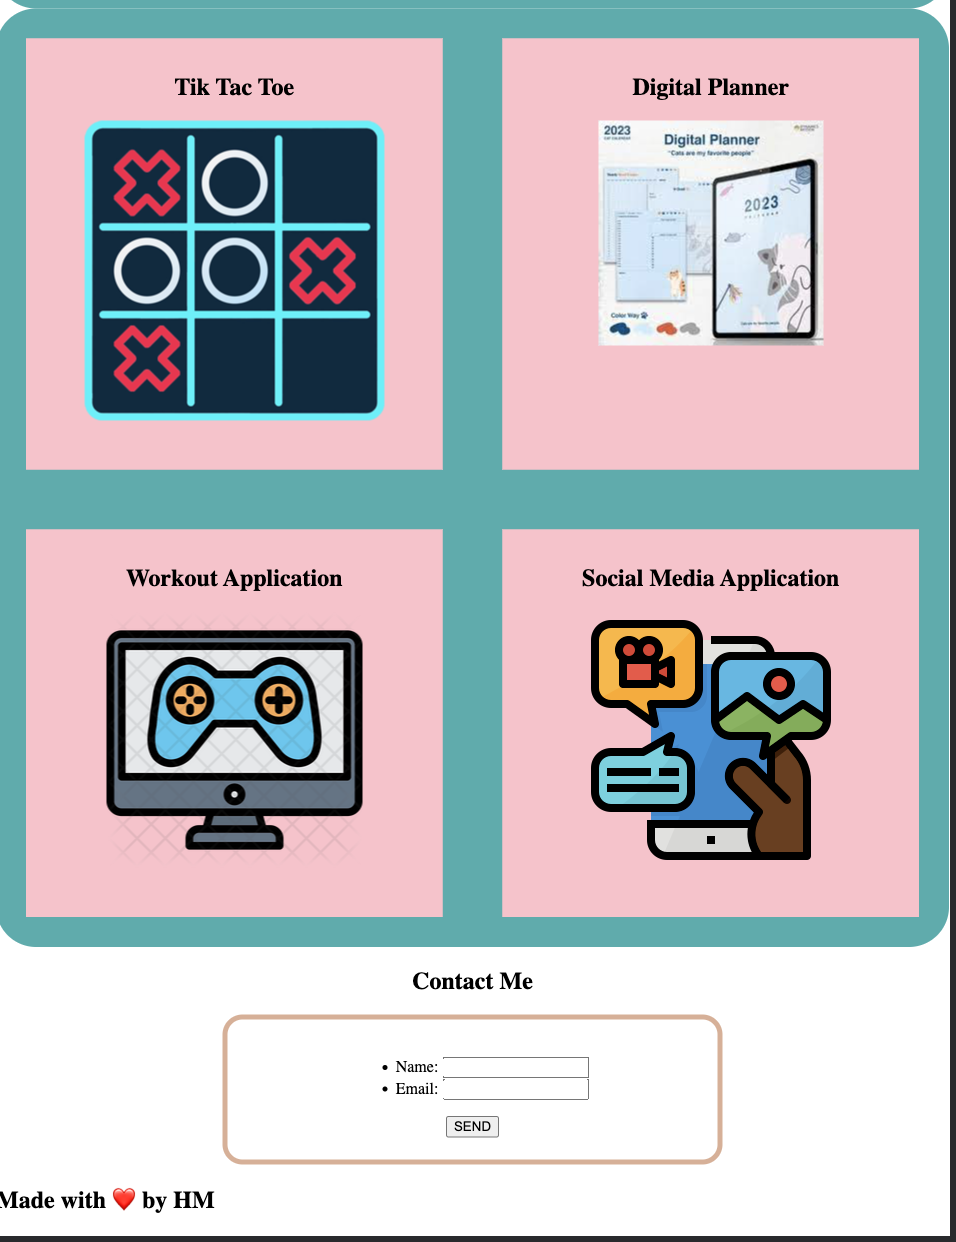 Tik Tac Toe
Digital Planner
2023
Digital Planner
"Cats are my favorite people"
2023
Color Way
Workout Application
Social Media Application
Contact Me
• Name:
• Email:
SEND
Made with ❤️ by HM